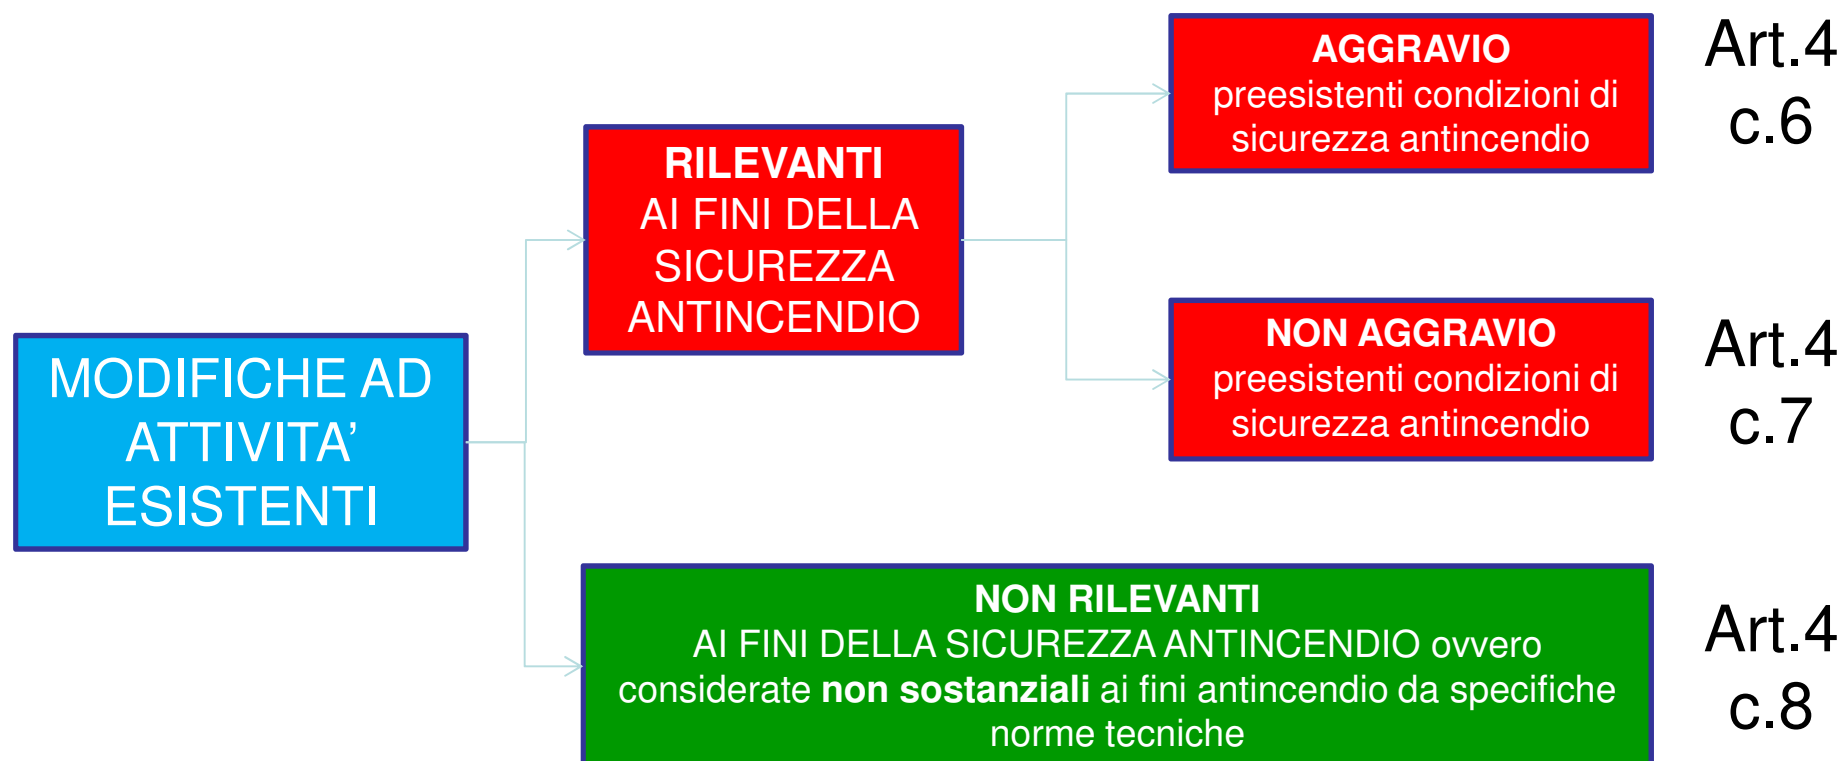 MODIFICHE AD
ATTIVITA’
ESISTENTI
RILEVANTI
AI FINI DELLA
SICUREZZA
ANTINCENDIO
AGGRAVIO
preesistenti condizioni di
sicurezza antincendio
Art.4
c.6
NON AGGRAVIO
preesistenti condizioni di
sicurezza antincendio
Art.4
c.7
NON RILEVANTI
AI FINI DELLA SICUREZZA ANTINCENDIO ovvero
considerate non sostanziali ai fini antincendio da specifiche
norme tecniche
Art.4
c.8